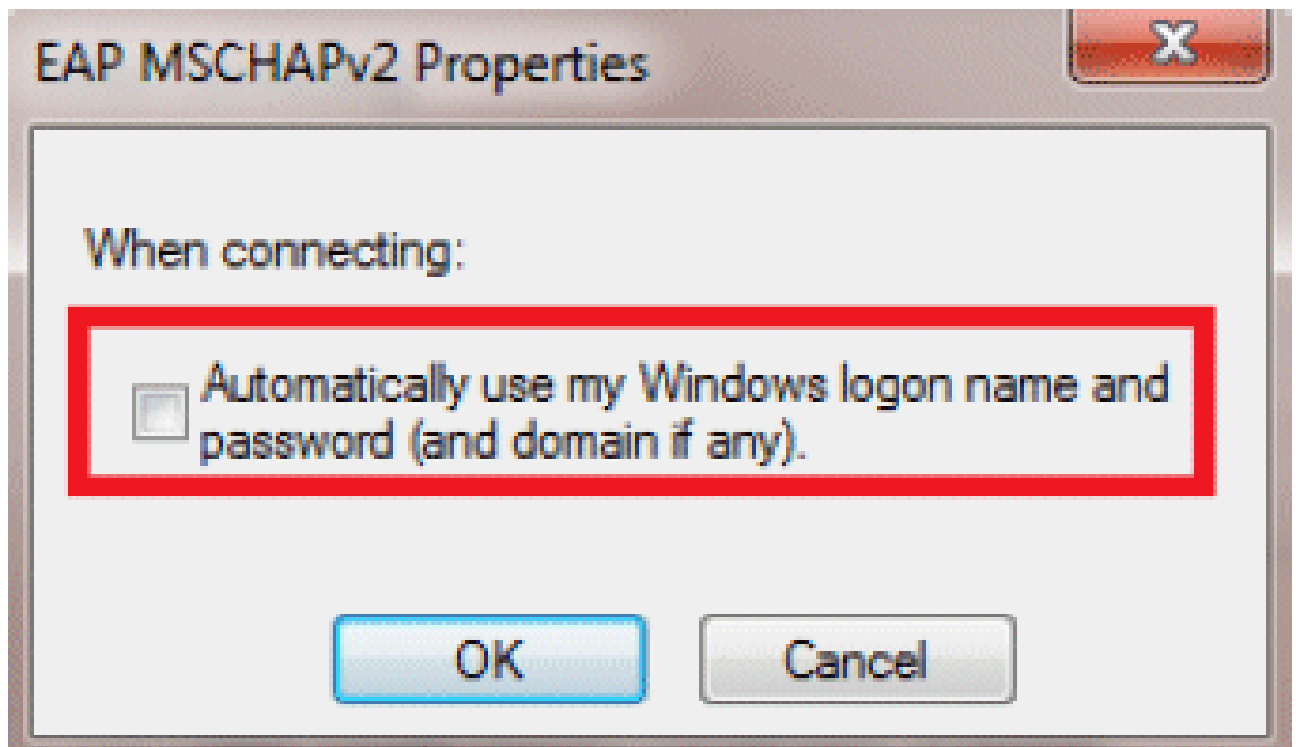 EAP MSCHAPv2 Properties
When connecting:
Automatically use my Windows logon name and
password (and domain if any).
OK
Cancel